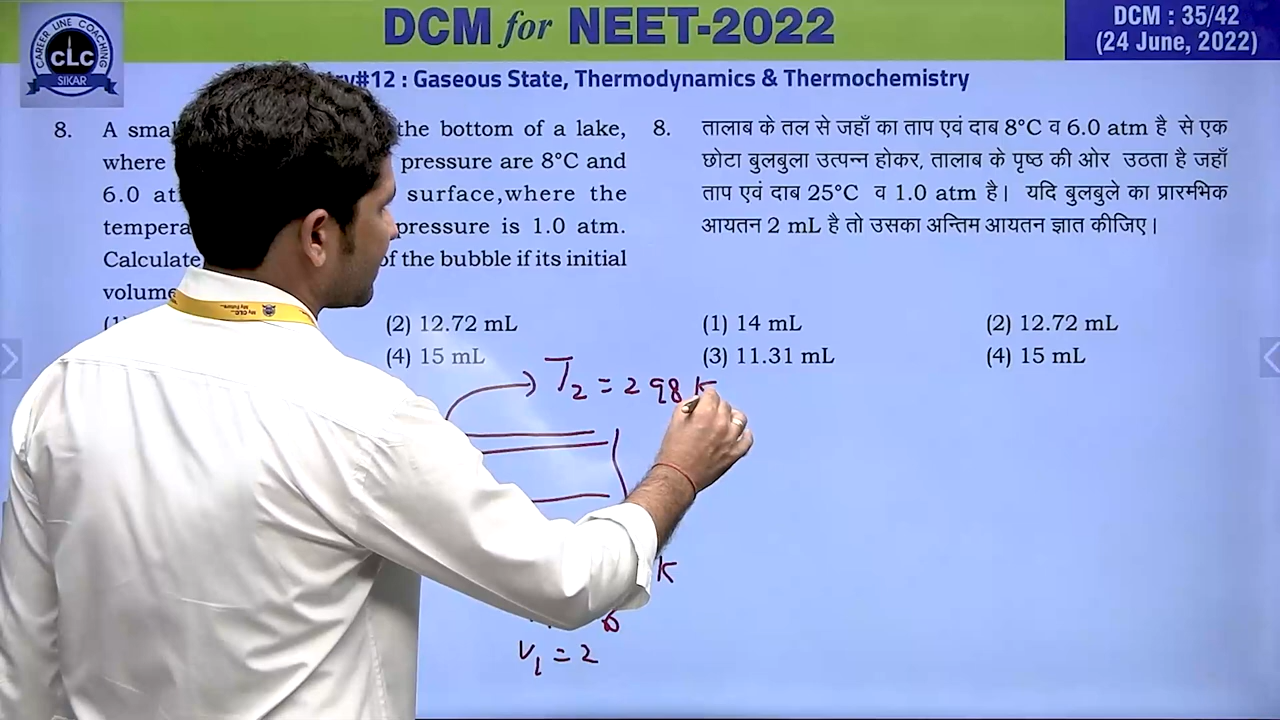 DCM for NEET-2022
DCM : 35/42
(24 June, 2022)
CAREER LINE COACHING
CLC
SIKAR
#12 : Gaseous State, Thermodynamics & Thermochemistry
8. A the bottom of a lake,
where pressure are 8°C and
6.0 surface,where the
pressure is 1.0 atm.
Calculate of the bubble if its initial
(2) 12.72 mL
(4) 15 mL
8. तालाब के तल से जहाँ का ताप एवं दाब 8°C व 6.0 atm है से एक
छोटा बुलबुला उत्पन्न होकर, तालाब के पृष्ठ की ओर उठता है जहाँ
ताप एवं दाब 25°C व 1.0 atm है। यदि बुलबुले का प्रारम्भिक
आयतन 2 mL है तो उसका अन्तिम आयतन ज्ञात कीजिए।
(1) 14 mL (2) 12.72 mL
(3) 11.31 mL (4) 15 mL
T₂ = 298 K
K
V₁ = 2